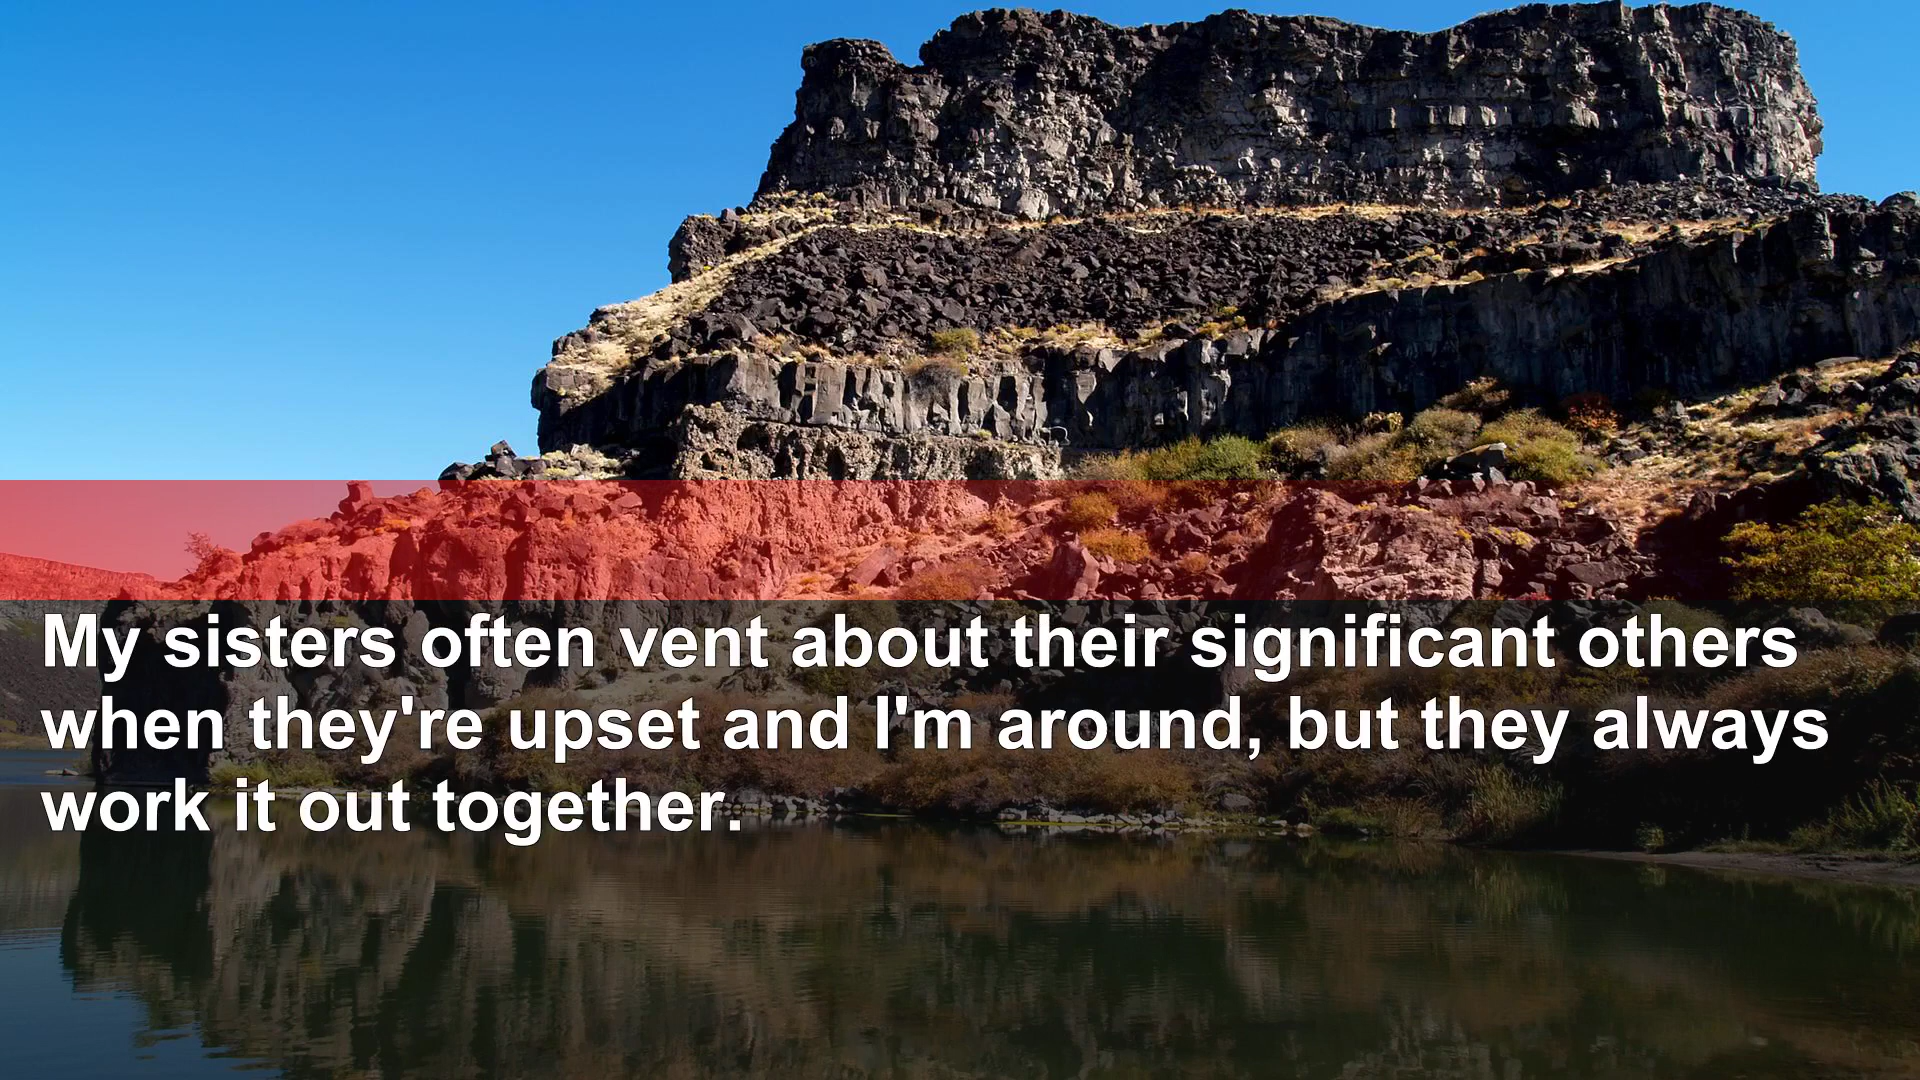 My sisters often vent about their significant others
when they're upset and I'm around, but they always
work it out together.